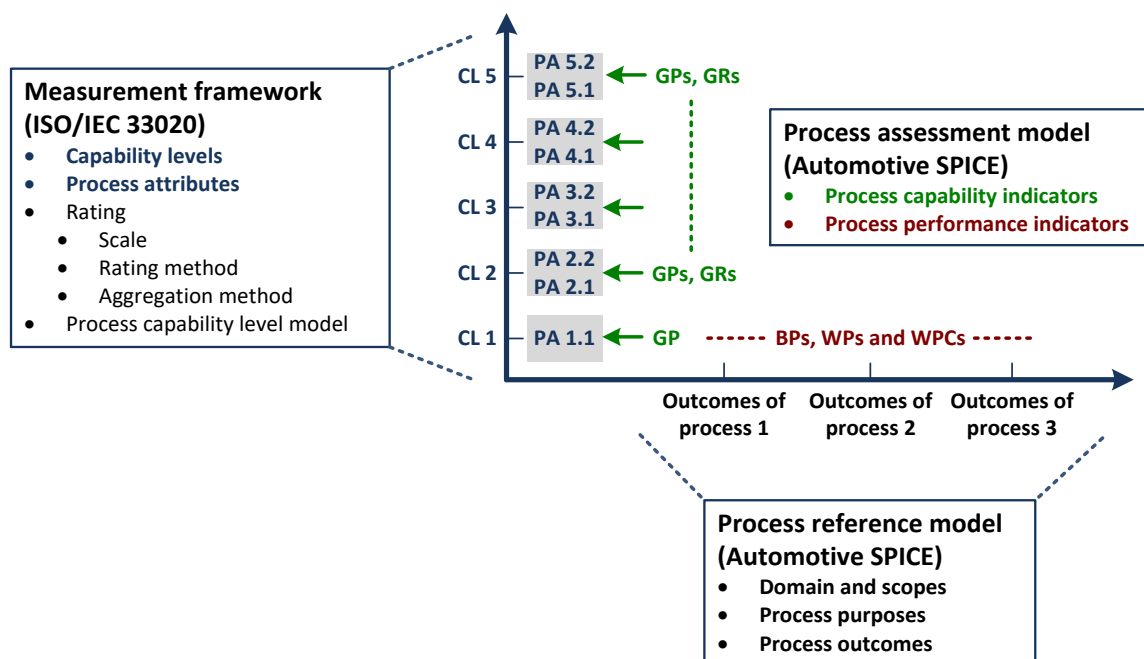 Measurement framework
(ISO/IEC 33020)
• Capability levels
• Process attributes
• Rating
• Scale
• Rating method
• Aggregation method
• Process capability level model
CL 5
PA 5.2
PA 5.1
GPs, GRs
CL 4
PA 4.2
PA 4.1
CL 3
PA 3.2
PA 3.1
CL 2
PA 2.2
PA 2.1
GPs, GRs
CL 1
PA 1.1
GP
BPs, WPs and WPCs
Process assessment model
(Automotive SPICE)
• Process capability indicators
• Process performance indicators
Outcomes of
process 1
Outcomes of
process 2
Outcomes of
process 3
Process reference model
(Automotive SPICE)
• Domain and scopes
• Process purposes
• Process outcomes